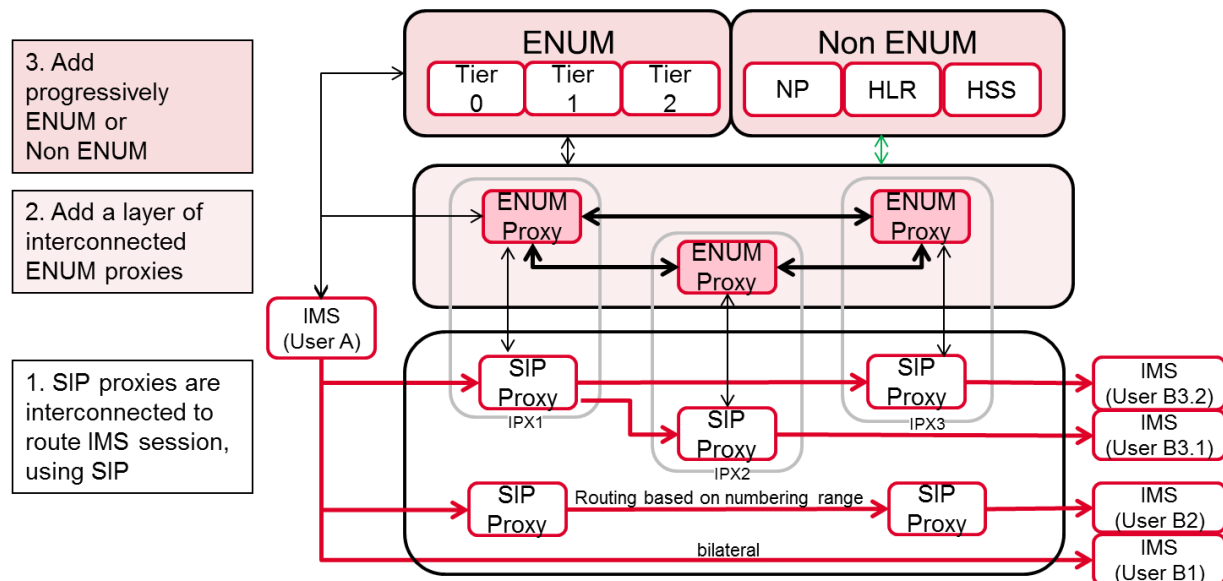 ENUM
Tier
0
Tier
1
Tier
2
Non ENUM
NP
HLR
HSS
3. Add
progressively
ENUM or
Non ENUM
2. Add a layer of
interconnected
ENUM proxies
ENUM
Proxy
ENUM
Proxy
ENUM
Proxy
IMS
(User A)
1. SIP proxies are
interconnected to
route IMS session,
using SIP
SIP
Proxy
IPX1
SIP
Proxy
IPX2
SIP
Proxy
IPX3
IMS
(User B3.2)
IMS
(User B3.1)
SIP
Proxy
Routing based on numbering range
SIP
Proxy
IMS
(User B2)
bilateral
IMS
(User B1)